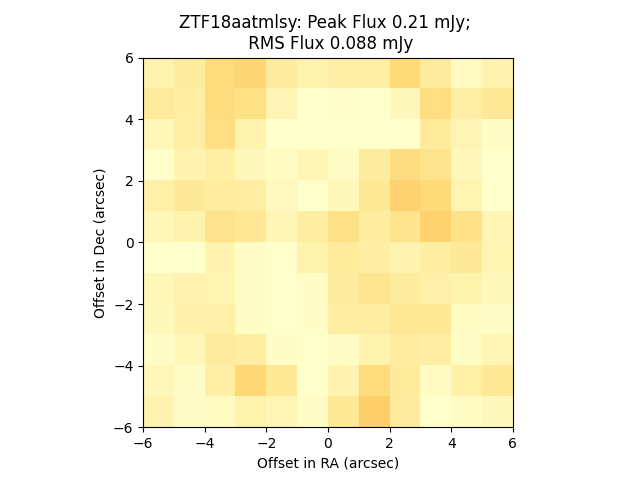 ZTF18aatmlsy: Peak Flux 0.21 mJy;
RMS Flux 0.088 mJy
6
4
2
0
−2
−4
−6
Offset in Dec (arcsec)
−6 −4 −2 0 2 4 6
Offset in RA (arcsec)